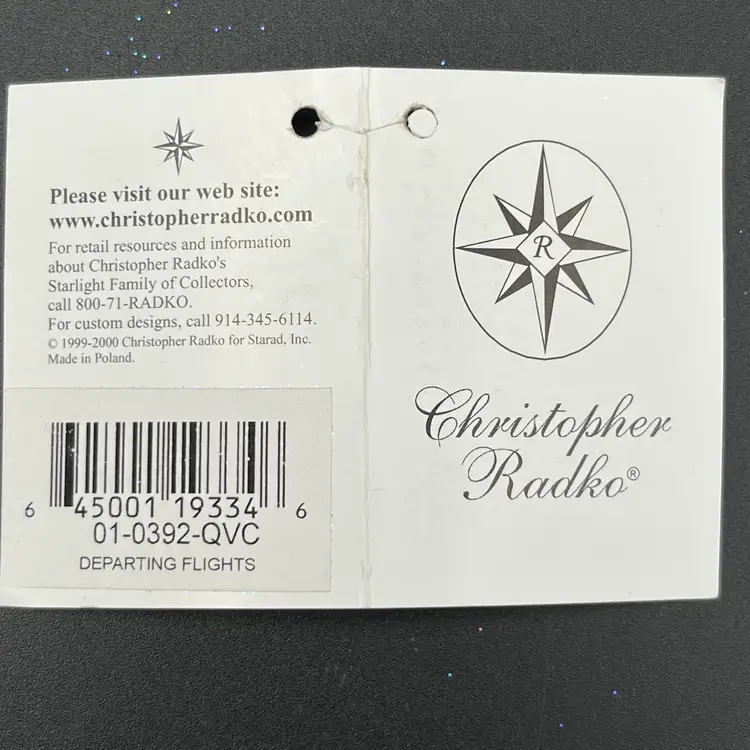 Please visit our web site:
www.christopherradko.com
For retail resources and information
about Christopher Radko's
Starlight Family of Collectors,
call 800-71-RADKO.
For custom designs, call 914-345-6114.
© 1999-2000 Christopher Radko for Starad, Inc.
Made in Poland.
6 45001 19334 6
01-0392-QVC
DEPARTING FLIGHTS
R
Christopher
Radko®